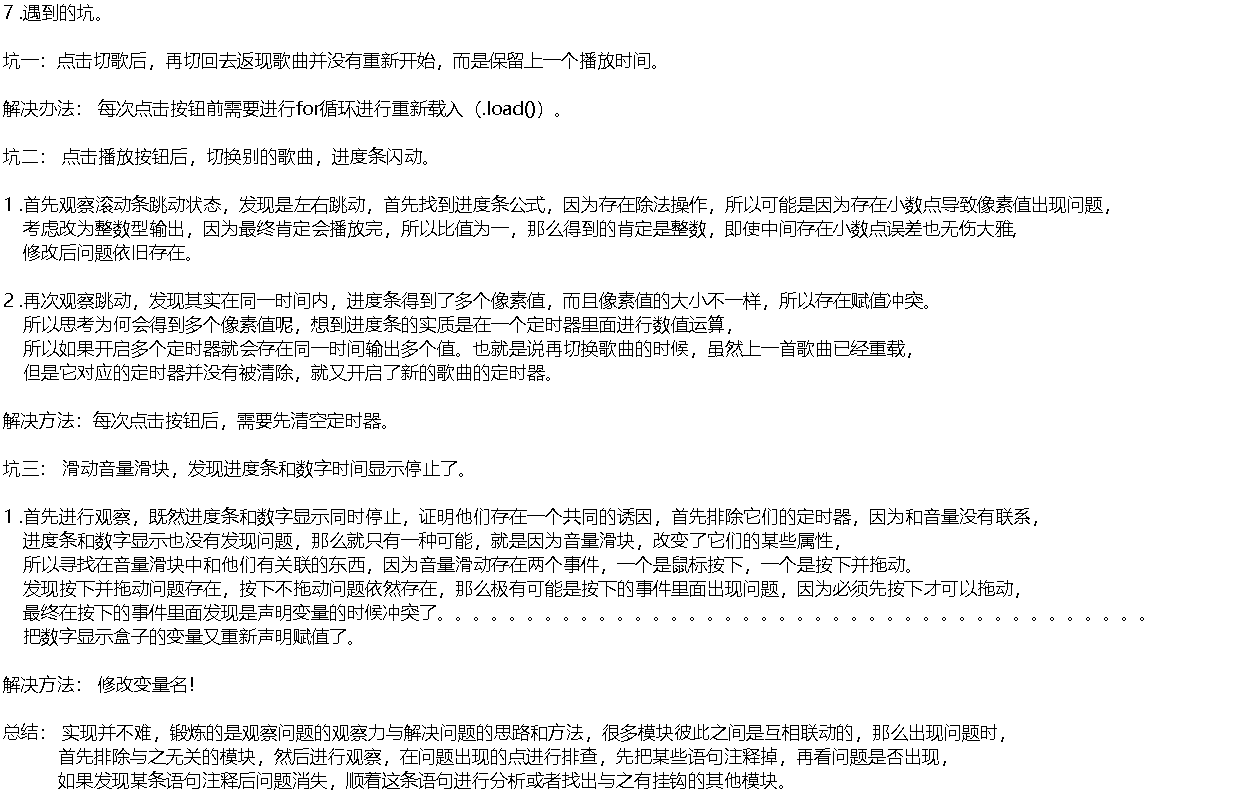 7 .遇到的坑。
坑一：点击切歌后，再切回去返现歌曲并没有重新开始，而是保留上一个播放时间。
解决办法： 每次点击按钮前需要进行for循环进行重新载入（.load()）。
坑二： 点击播放按钮后，切换别的歌曲，进度条闪动。
1 .首先观察滚动条跳动状态，发现是左右跳动，首先找到进度条公式，因为存在除法操作，所以可能是因为存在小数点导致像素值出现问题，
考虑改为整数型输出，因为最终肯定会播放完，所以比值为一，那么得到的肯定是整数，即使中间存在小数点误差也无伤大雅,
修改后问题依旧存在。
2 .再次观察跳动，发现其实在同一时间内，进度条得到了多个像素值，而且像素值的大小不一样，所以存在赋值冲突。
所以思考为何会得到多个像素值呢，想到进度条的实质是在一个定时器里面进行数值运算，
所以如果开启多个定时器就会存在同一时间输出多个值。也就是说再切换歌曲的时候，虽然上一首歌曲已经重载，
但是它对应的定时器并没有被清除，就又开启了新的歌曲的定时器。
解决方法：每次点击按钮后，需要先清空定时器。
坑三： 滑动音量滑块，发现进度条和数字时间显示停止了。
1 .首先进行观察，既然进度条和数字显示同时停止，证明他们存在一个共同的诱因，首先排除它们的定时器，因为和音量没有联系，
进度条和数字显示也没有发现问题，那么就只有一种可能，就是因为音量滑块，改变了它们的某些属性，
所以寻找在音量滑块中和他们有关联的东西，因为音量滑动存在两个事件，一个是鼠标按下，一个是按下并拖动。
发现按下并拖动问题存在，按下不拖动问题依然存在，那么极有可能是按下的事件里面出现问题，因为必须先按下才可以拖动，
最终在按下的事件里面发现是声明变量的时候冲突了。。。。。。。。。。。。。。。。。。。。。。。。。。。。。。。。。。。。。。。。
把数字显示盒子的变量又重新声明赋值了。
解决方法： 修改变量名！
总结： 实现并不难，锻炼的是观察问题的观察力与解决问题的思路和方法，很多模块彼此之间是互相联动的，那么出现问题时，
首先排除与之无关的模块，然后进行观察，在问题出现的点进行排查，先把某些语句注释掉，再看问题是否出现，
如果发现某条语句注释后问题消失，顺着这条语句进行分析或者找出与之有挂钩的其他模块。